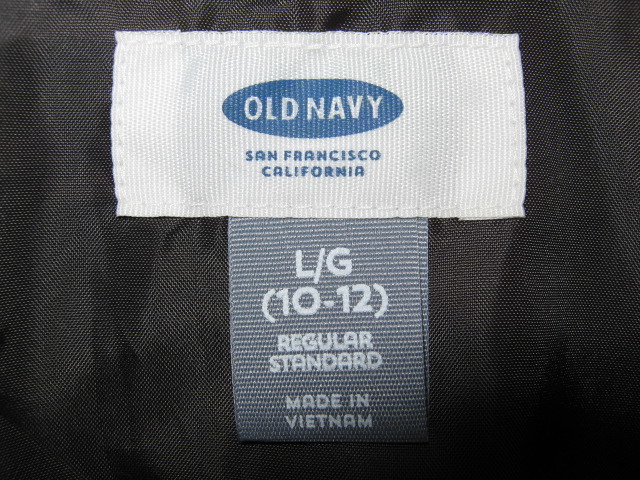 OLD NAVY
SAN FRANCISCO
CALIFORNIA
L/G
(10-12)
REGULAR
STANDARD
MADE IN
VIETNAM